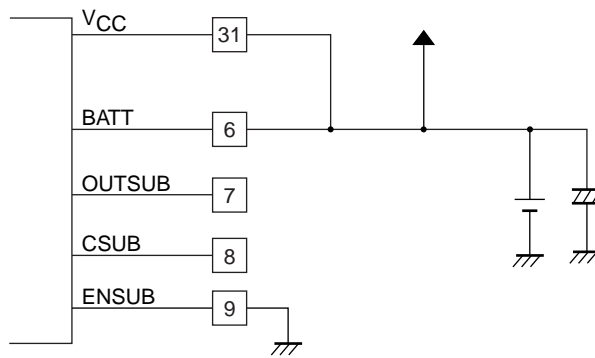 VCC 31
BATT 6
OUTSUB 7
CSUB 8
ENSUB 9